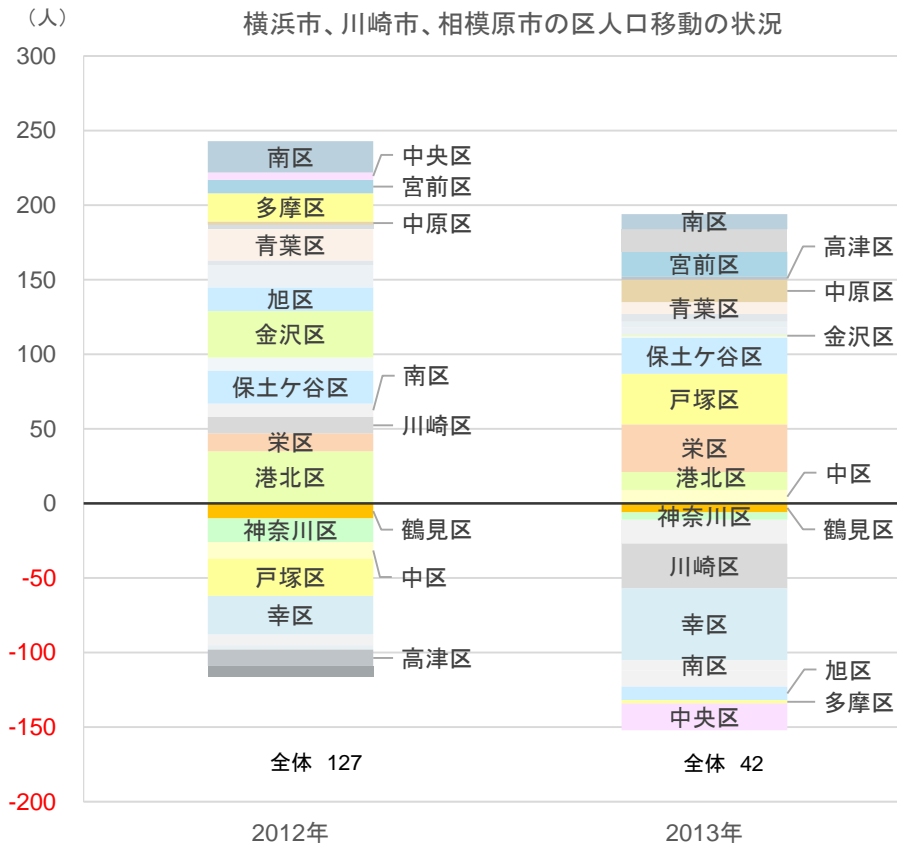 （人）
横浜市、川崎市、相模原市の区人口移動の状況
300
250
200
150
100
50
0
-50
-100
-150
-200
南区
中央区
宮前区
多摩区
中原区
青葉区
旭区
金沢区
保土ケ谷区
南区
川崎区
栄区
港北区
鶴見区
神奈川区
中区
戸塚区
幸区
高津区
全体 127
2012年
南区
高津区
宮前区
中原区
青葉区
金沢区
保土ケ谷区
戸塚区
栄区
中区
港北区
鶴見区
神奈川区
川崎区
幸区
南区
旭区
多摩区
中央区
全体 42
2013年